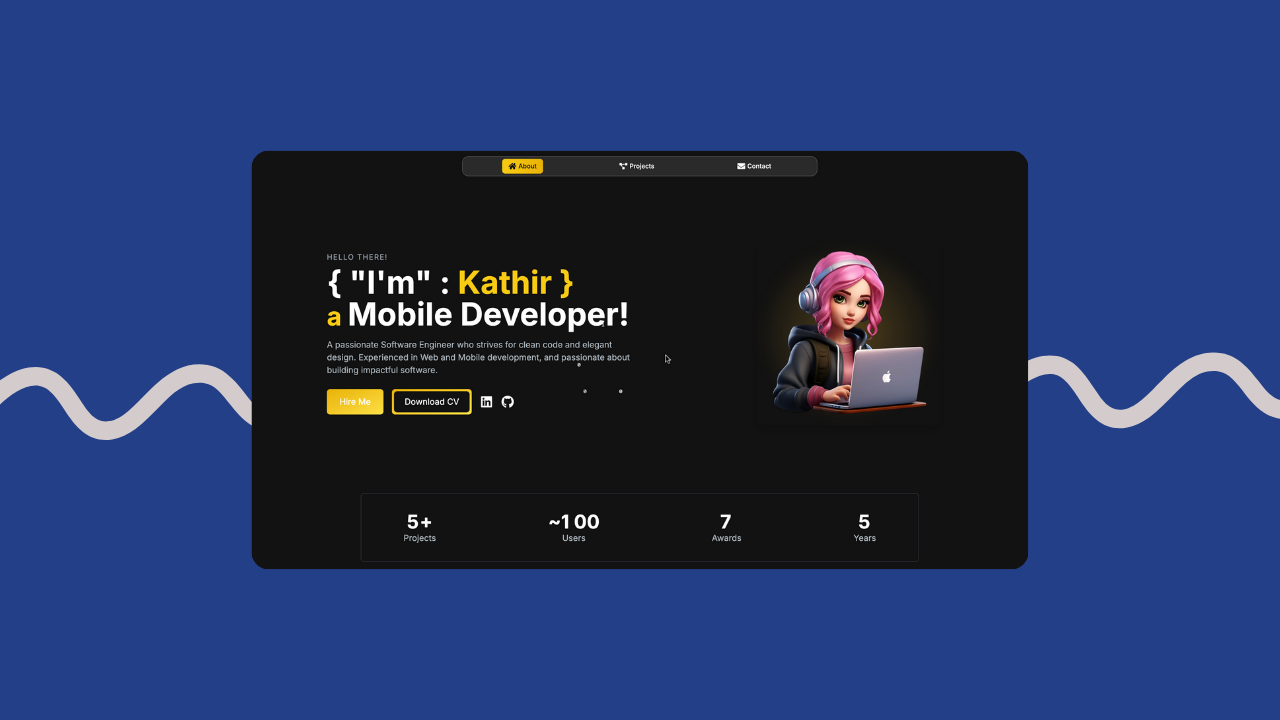 About
Projects
Contact
HELLO THERE!
{ "I'm" : Kathir }
a Mobile Developer!
A passionate Software Engineer who strives for clean code and elegant
design. Experienced in Web and Mobile development, and passionate about
building impactful software.
Hire Me
Download CV
5+
Projects
~100
Users
7
Awards
5
Years